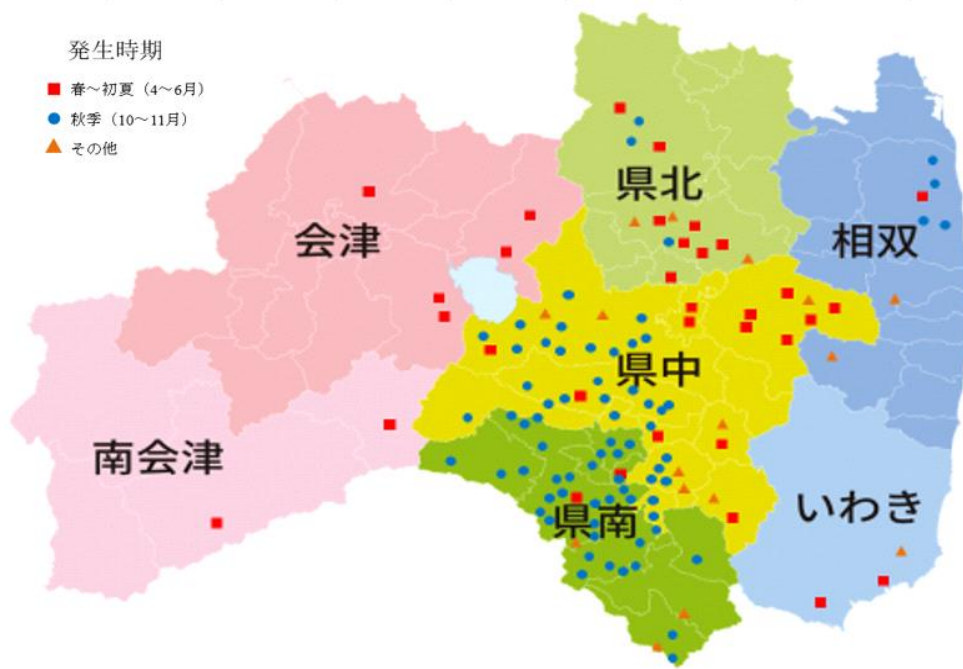 発生時期
春～初夏（4～6月）
秋季（10～11月）
その他
県北
会津
相双
県中
南会津
県南
いわき